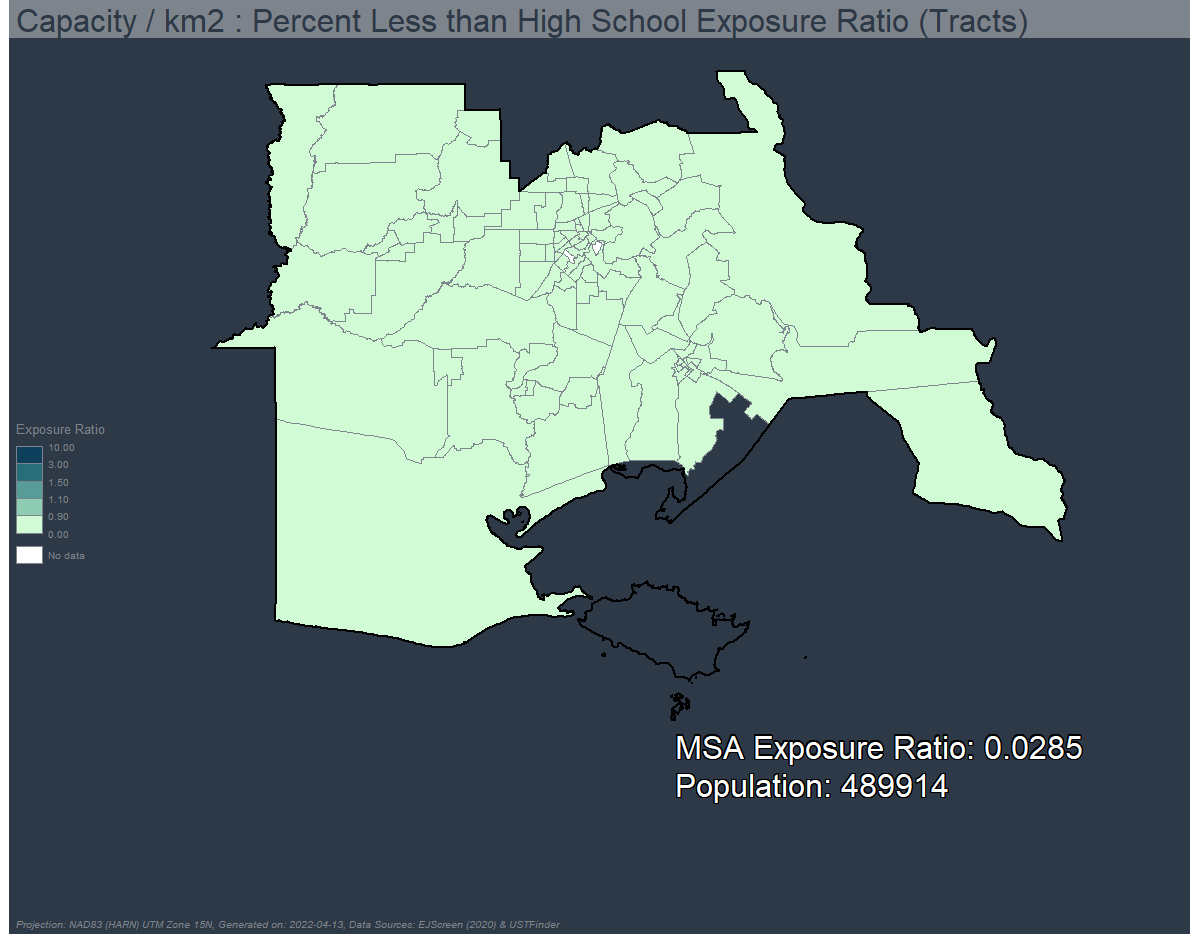 Capacity / km2 : Percent Less than High School Exposure Ratio (Tracts)
Exposure Ratio
10.00
3.00
1.50
1.10
0.90
0.00
No data
MSA Exposure Ratio: 0.0285
Population: 489914
Projection: NAD83 (HARN) UTM Zone 15N, Generated on: 2022-04-13, Data Sources: EJScreen (2020) & USTFinder